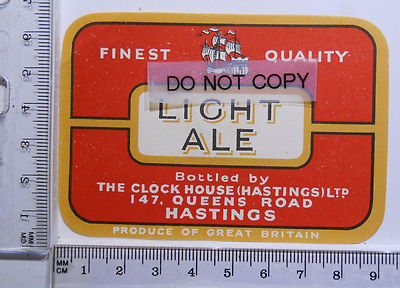 FINEST QUALITY
DO NOT COPY
LIGHT
ALE
Bottled by
THE CLOCK HOUSE (HASTINGS) LTD
147, QUEENS ROAD
HASTINGS
PRODUCE OF GREAT BRITAIN
MM
CM 1 2 3 4 5 6 7 8 9